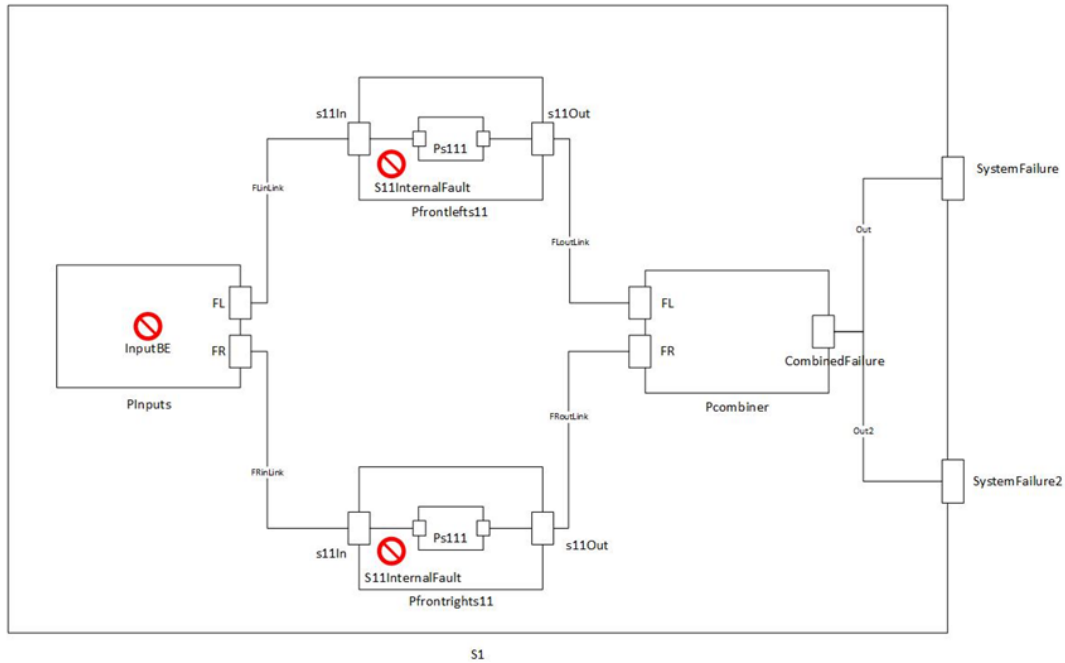 s11In
s11Out
Ps111
S11InternalFault
Pfrontlefts11
FLinLink
FLoutLink
SystemFailure
Out
FL
FR
InputBE
PInputs
FL
FR
CombinedFailure
Pcombiner
FRinLink
FRoutLink
Out2
SystemFailure2
s11In
s11Out
Ps111
S11InternalFault
Pfrontrights11
S1